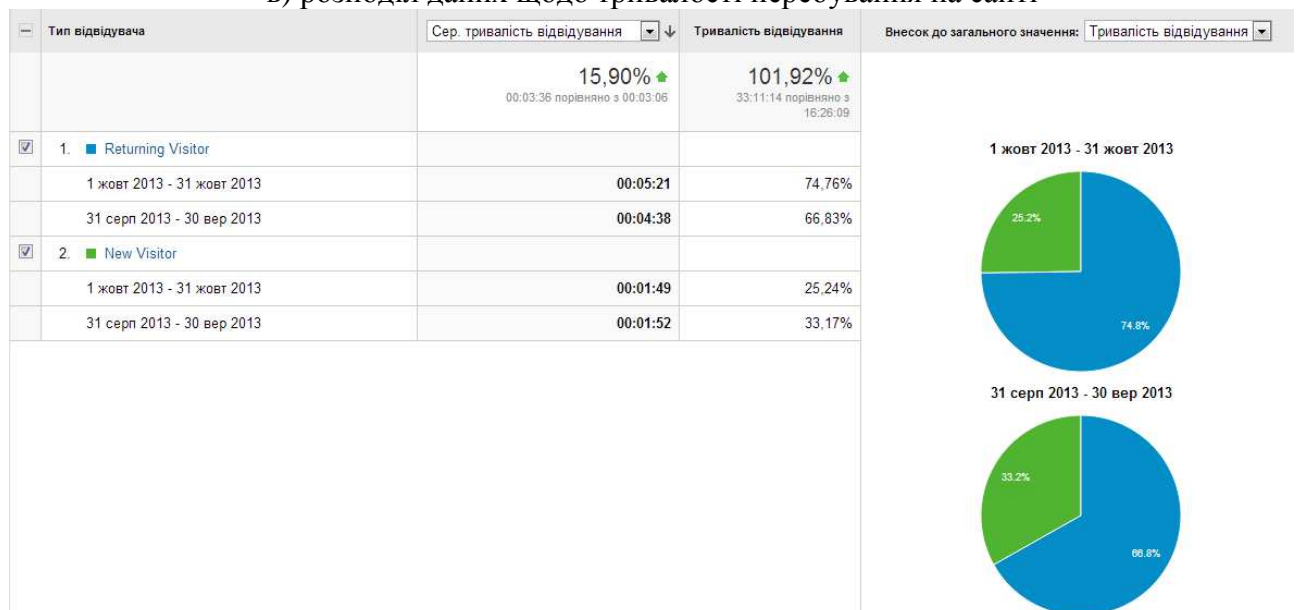 в) розподіл даних щодо тривалості перебування на сайті
Тип відвідувача Сер. тривалість відвідування Тривалість відвідування Внесок до загального значення: Тривалість відвідування
15,90% 101,92%
00:03:36 порівняно з 00:03:06 33:11:14 порівняно з
16:26:09
1. Returning Visitor
1 жовт 2013 - 31 жовт 2013 00:05:21 74,76%
31 серп 2013 - 30 вер 2013 00:04:38 66,83%
2. New Visitor
1 жовт 2013 - 31 жовт 2013 00:01:49 25,24%
31 серп 2013 - 30 вер 2013 00:01:52 33,17%
1 жовт 2013 - 31 жовт 2013
25.2%
74.8%
31 серп 2013 - 30 вер 2013
33.2%
66.8%